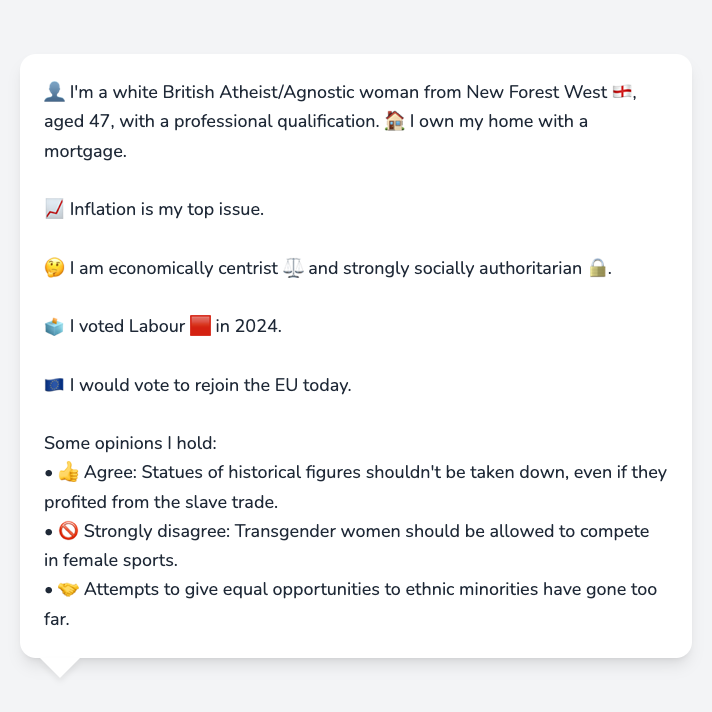 👤 I'm a white British Atheist/Agnostic woman from New Forest West 🏴󠁧󠁢󠁥󠁮󠁧󠁿,
aged 47, with a professional qualification. 🏠 I own my home with a
mortgage.
📈 Inflation is my top issue.
🤔 I am economically centrist ⚖️ and strongly socially authoritarian 🔒.
🗳️ I voted Labour 🟥 in 2024.
🇪🇺 I would vote to rejoin the EU today.
Some opinions I hold:
• 👍 Agree: Statues of historical figures shouldn't be taken down, even if they
profited from the slave trade.
• 🚫 Strongly disagree: Transgender women should be allowed to compete
in female sports.
• 🤝 Attempts to give equal opportunities to ethnic minorities have gone too
far.